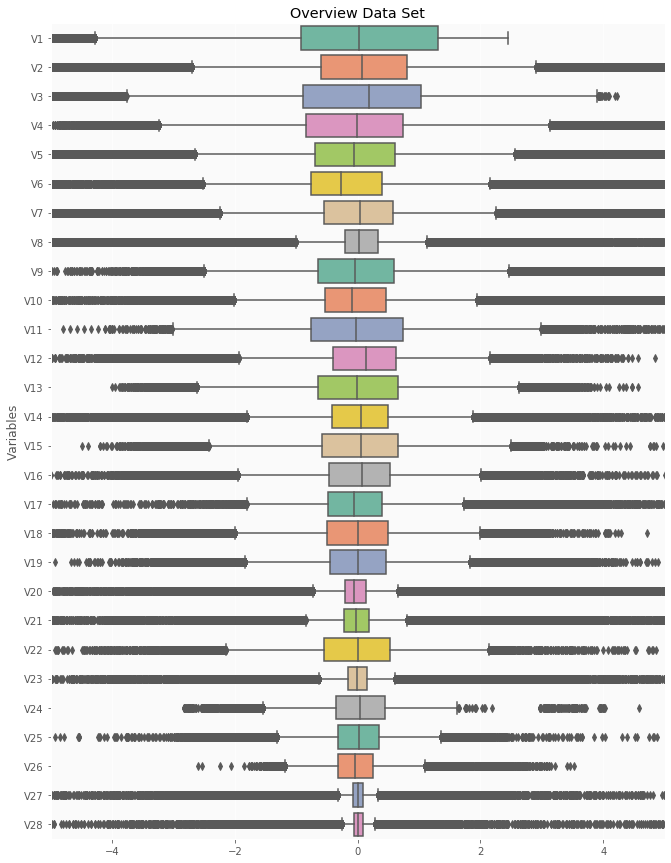 Overview Data Set
Variables
V1
V2
V3
V4
V5
V6
V7
V8
V9
V10
V11
V12
V13
V14
V15
V16
V17
V18
V19
V20
V21
V22
V23
V24
V25
V26
V27
V28
−4 −2 0 2 4